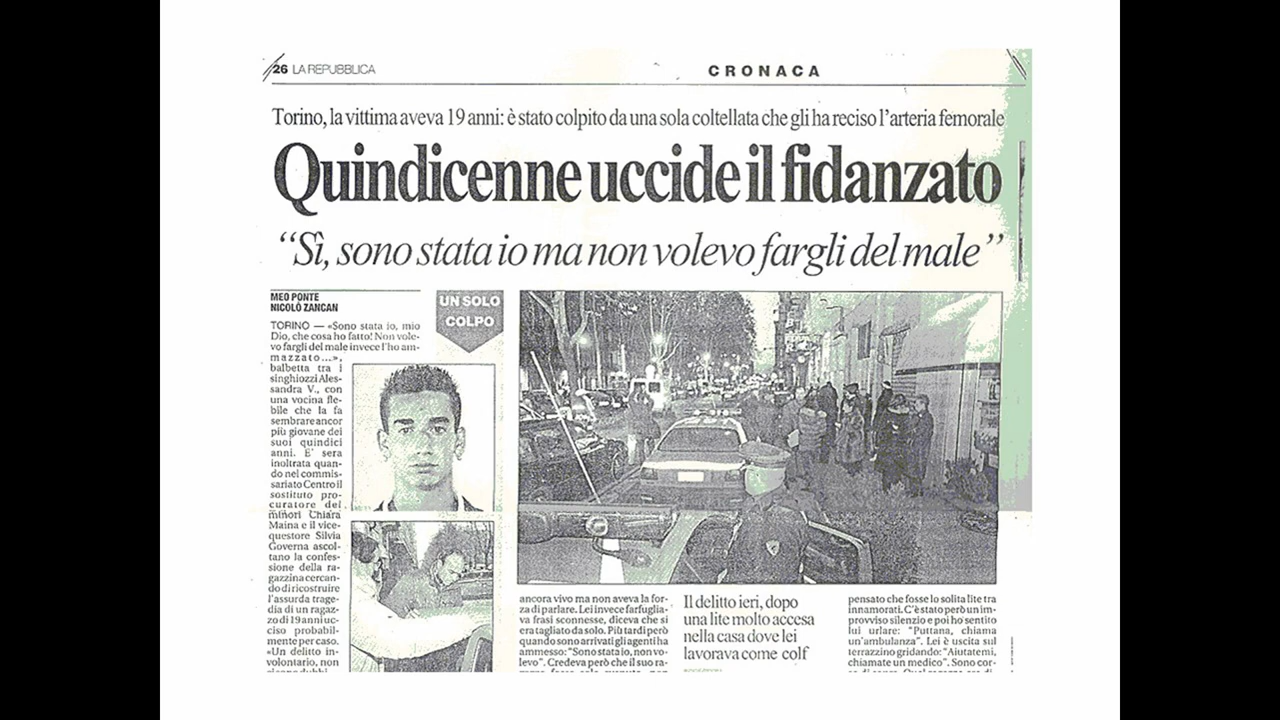 26 LA REPUBBLICA
CRONACA
Torino, la vittima aveva 19 anni: è stato colpito da una sola coltellata che gli ha reciso l'arteria femorale
Quindicenne uccide il fidanzato
“Sì, sono stata io ma non volevo fargli del male”
MEO PONTE
NICOLÒ ZANCAN
TORINO — «Sono stata io, mio
Dio, che cosa ho fatto! Non vole-
vo fargli del male invece l'ho am-
mazzato...»,
balbetta tra i
singhiozzi Ales-
sandra V., con
una vocina fle-
bile che la fa
sembrare ancor
più giovane dei
suoi quindici
anni. E' sera
inoltrata quan-
do nel commis-
sariato Centro il
sostituto pro-
curatore dei
minori Chiara
Maina e il vice-
questore Silvia
Governa ascol-
tano la confes-
sione della ra-
gazzina cercan-
do di ricostruire
l'assurda trage-
dia di un ragaz-
zo di 19 anni uc-
ciso probabil-
mente per caso.
«Un delitto in-
volontario, non
UN SOLO
COLPO
ancora vivo ma non aveva la for-
za di parlare. Lei invece farfuglia-
va frasi sconnesse, diceva che si
era tagliato da solo. Più tardi però
quando sono arrivati gli agenti ha
ammesso: "Sono stata io, non vo-
levo". Credeva però che il suo ra-
Il delitto ieri, dopo
una lite molto accesa
nella casa dove lei
lavorava come colf
pensato che fosse lo solita lite tra
innamorati. C'è stato però un im-
provviso silenzio e poi ho sentito
lui urlare: "Puttana, chiama
un'ambulanza". Lei è uscita sul
terrazzino gridando: "Aiutatemi,
chiamate un medico". Sono cor-